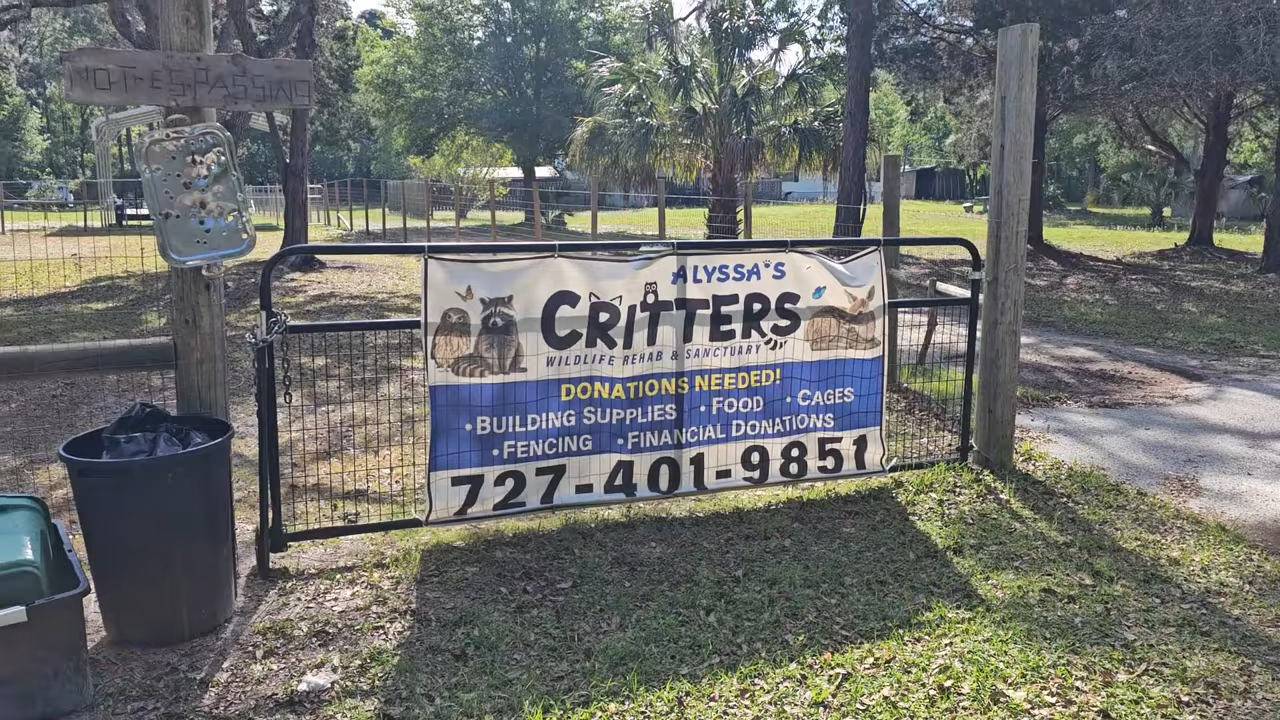 NO TRESPASSING
ALYSSA'S
CRITTERS
WILDLIFE REHAB & SANCTUARY
DONATIONS NEEDED!
•BUILDING SUPPLIES •FOOD •CAGES
•FENCING •FINANCIAL DONATIONS
727-401-9851